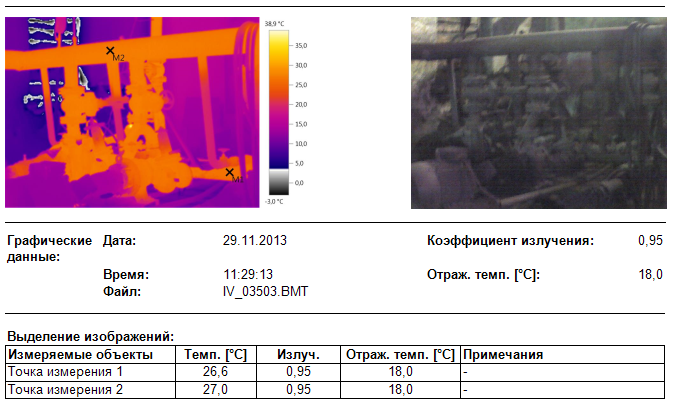 38,9 °C
35,0
30,0
25,0
20,0
15,0
10,0
5,0
0,0
-3,0 °C
M2
M1
Графические данные:
Дата: 29.11.2013 Коэффициент излучения: 0,95
Время: 11:29:13 Отраж. темп. [°C]: 18,0
Файл: IV_03503.BMT
Выделение изображений:
Измеряемые объекты Темп. [°C] Излуч. Отраж. темп. [°C] Примечания
Точка измерения 1 26,6 0,95 18,0 -
Точка измерения 2 27,0 0,95 18,0 -